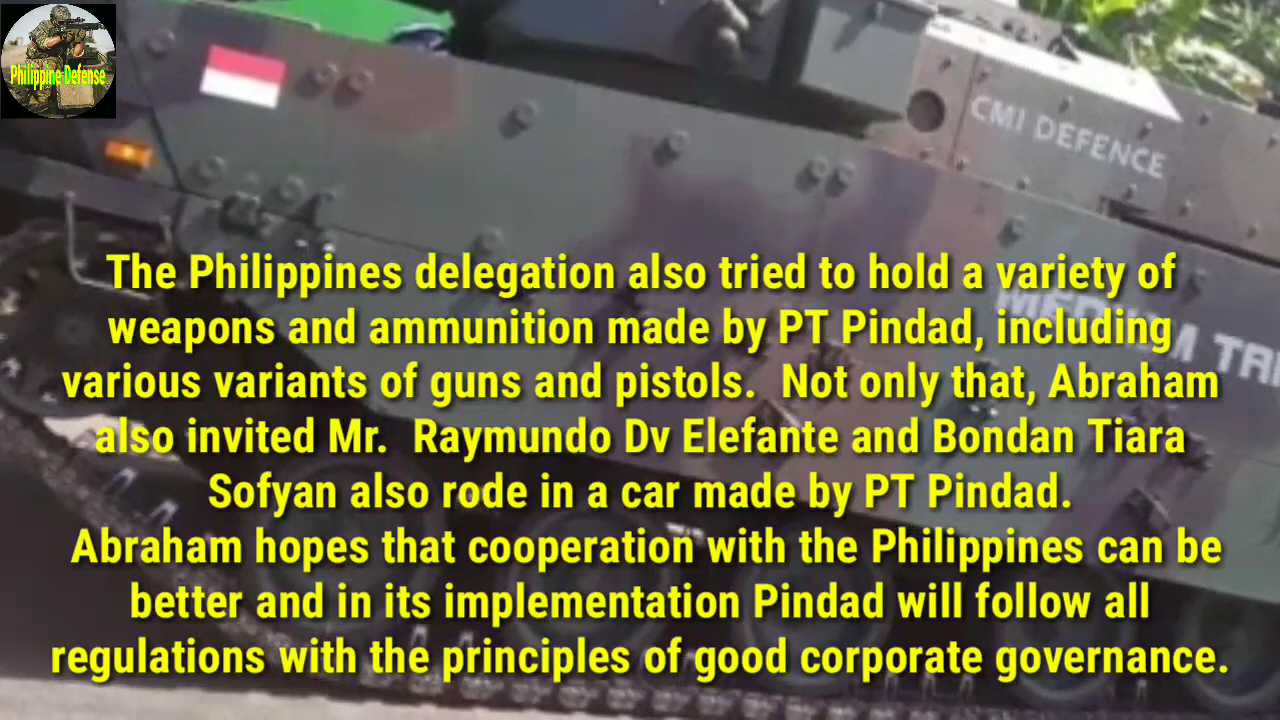 Philippine Defense
CMI DEFENCE
MEDIUM TA
The Philippines delegation also tried to hold a variety of
weapons and ammunition made by PT Pindad, including
various variants of guns and pistols.  Not only that, Abraham
also invited Mr.  Raymundo Dv Elefante and Bondan Tiara
Sofyan also rode in a car made by PT Pindad.
Abraham hopes that cooperation with the Philippines can be
better and in its implementation Pindad will follow all
regulations with the principles of good corporate governance.